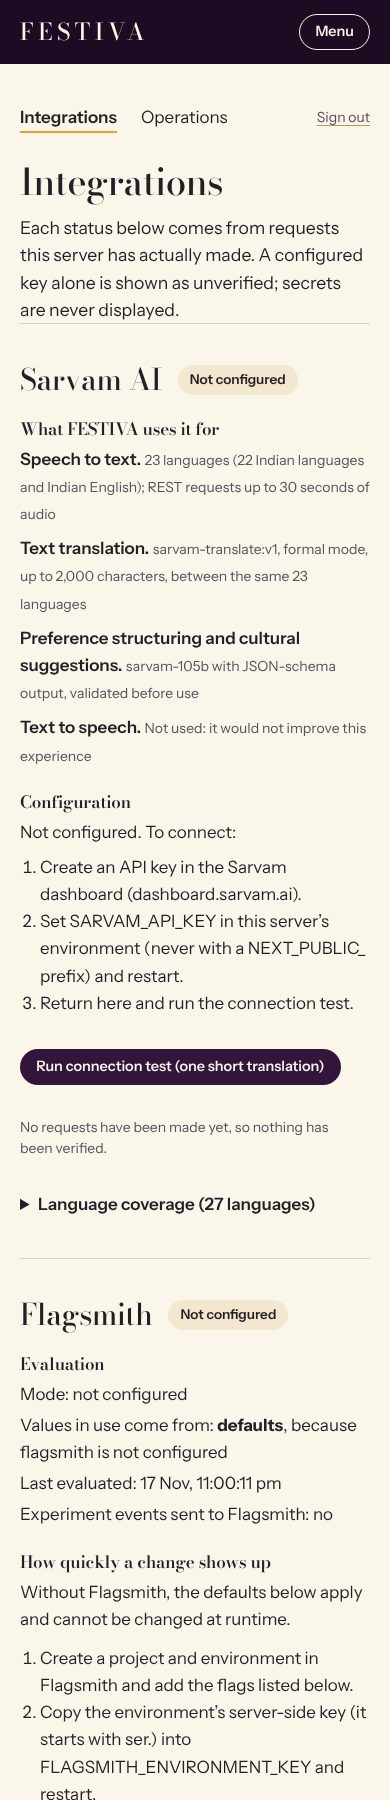 FESTIVA
Menu
Integrations
Operations
Sign out
Integrations
Each status below comes from requests
this server has actually made. A configured
key alone is shown as unverified; secrets
are never displayed.
Sarvam AI
Not configured
What FESTIVA uses it for
Speech to text. 23 languages (22 Indian languages
and Indian English); REST requests up to 30 seconds of
audio
Text translation. sarvam-translate:v1, formal mode,
up to 2,000 characters, between the same 23
languages
Preference structuring and cultural
suggestions. sarvam-105b with JSON-schema
output, validated before use
Text to speech. Not used: it would not improve this
experience
Configuration
Not configured. To connect:
1. Create an API key in the Sarvam
dashboard (dashboard.sarvam.ai).
2. Set SARVAM_API_KEY in this server’s
environment (never with a NEXT_PUBLIC_
prefix) and restart.
3. Return here and run the connection test.
Run connection test (one short translation)
No requests have been made yet, so nothing has
been verified.
Language coverage (27 languages)
Flagsmith
Not configured
Evaluation
Mode: not configured
Values in use come from: defaults, because
flagsmith is not configured
Last evaluated: 17 Nov, 11:00:11 pm
Experiment events sent to Flagsmith: no
How quickly a change shows up
Without Flagsmith, the defaults below apply
and cannot be changed at runtime.
1. Create a project and environment in
Flagsmith and add the flags listed below.
2. Copy the environment’s server-side key (it
starts with ser.) into
FLAGSMITH_ENVIRONMENT_KEY and
restart.